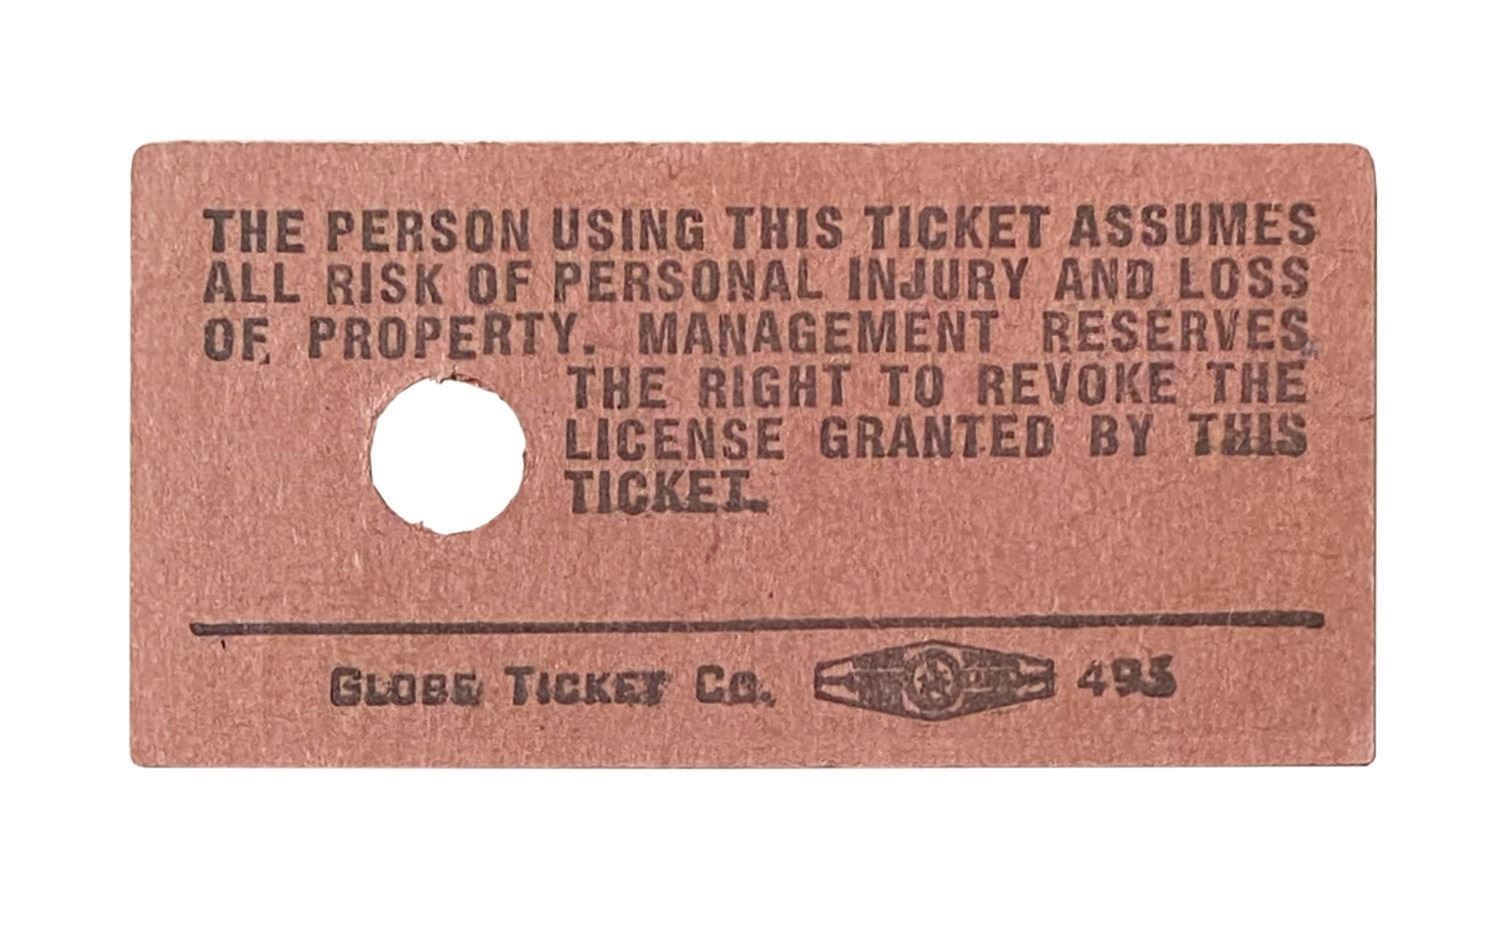 THE PERSON USING THIS TICKET ASSUMES
ALL RISK OF PERSONAL INJURY AND LOSS
OF PROPERTY. MANAGEMENT RESERVES
THE RIGHT TO REVOKE THE
LICENSE GRANTED BY THIS
TICKET.
GLOBE TICKET CO. 493